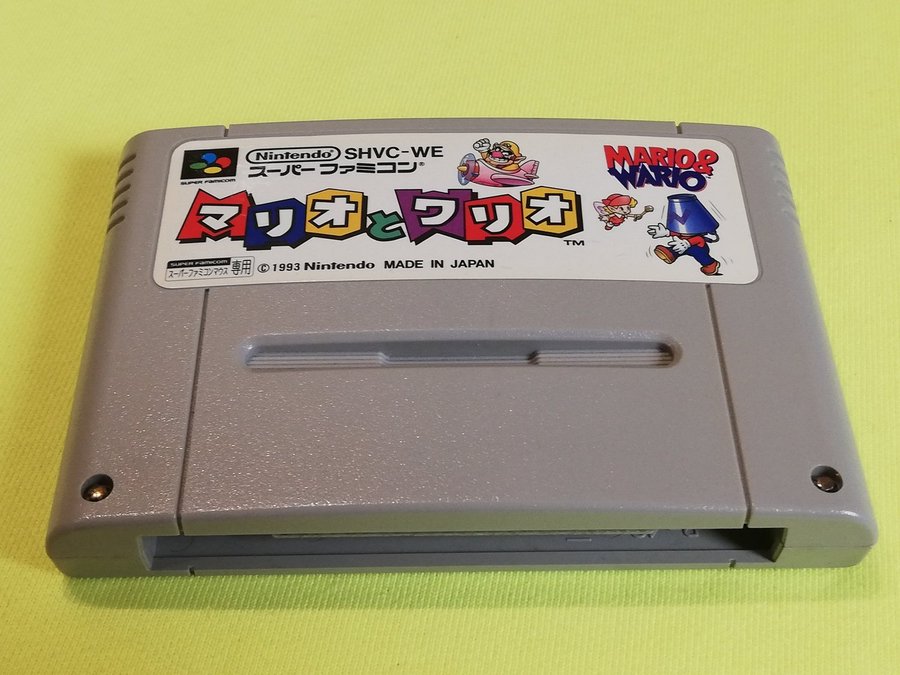 SUPER FAMICOM
Nintendo® SHVC-WE
スーパーファミコン®
MARIO&
WARIO
マリオとワリオ™
SUPER FAMICOM
スーパーファミコンマウス 専用
© 1993 Nintendo MADE IN JAPAN